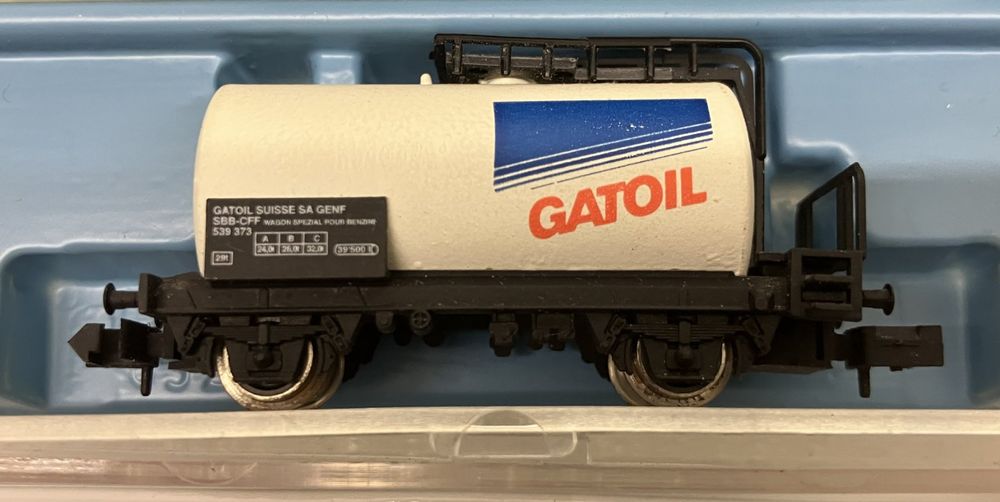 GATOIL
GATOIL SUISSE SA GENF
SBB-CFF WAGON SPEZIAL POUR BENZINE
539 373
A B C
24,0t 26,0t 32,0t
39'500 l
29t